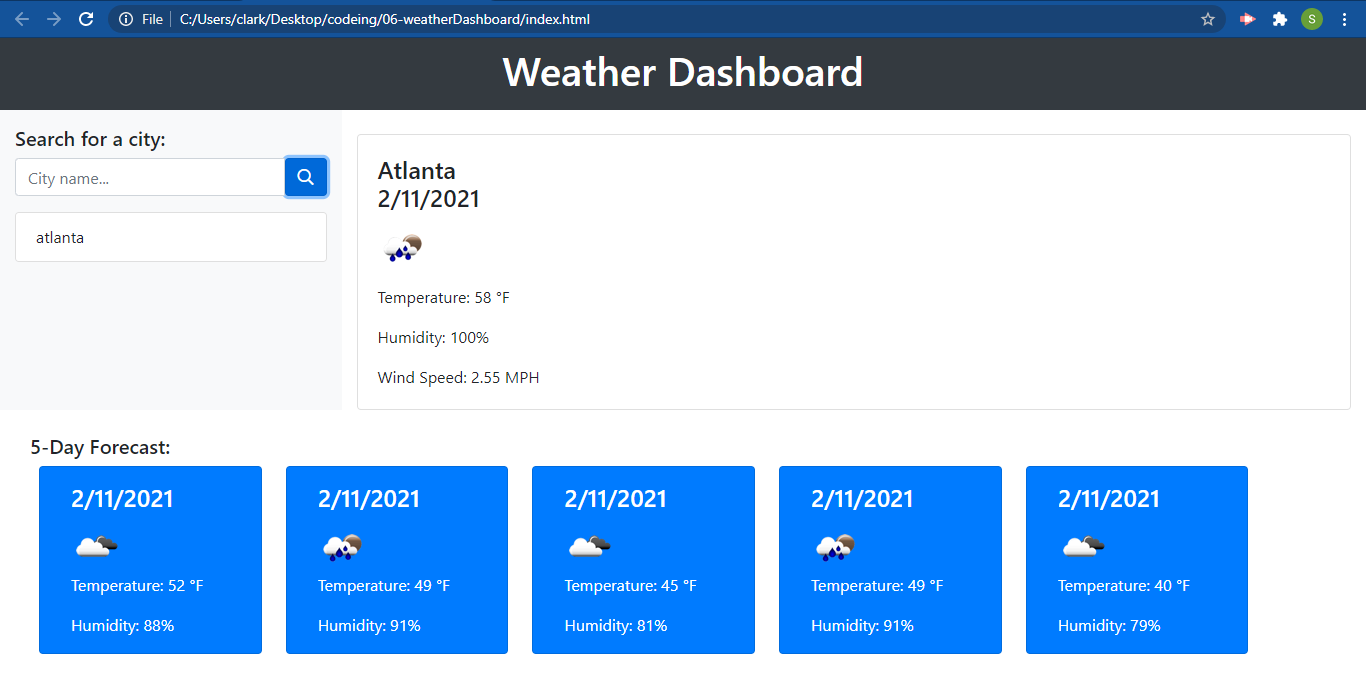 File C:/Users/clark/Desktop/codeing/06-weatherDashboard/index.html
S
Weather Dashboard
Search for a city:
City name...
atlanta
Atlanta
2/11/2021
Temperature: 58 °F
Humidity: 100%
Wind Speed: 2.55 MPH
5-Day Forecast:
2/11/2021
Temperature: 52 °F
Humidity: 88%
2/11/2021
Temperature: 49 °F
Humidity: 91%
2/11/2021
Temperature: 45 °F
Humidity: 81%
2/11/2021
Temperature: 49 °F
Humidity: 91%
2/11/2021
Temperature: 40 °F
Humidity: 79%